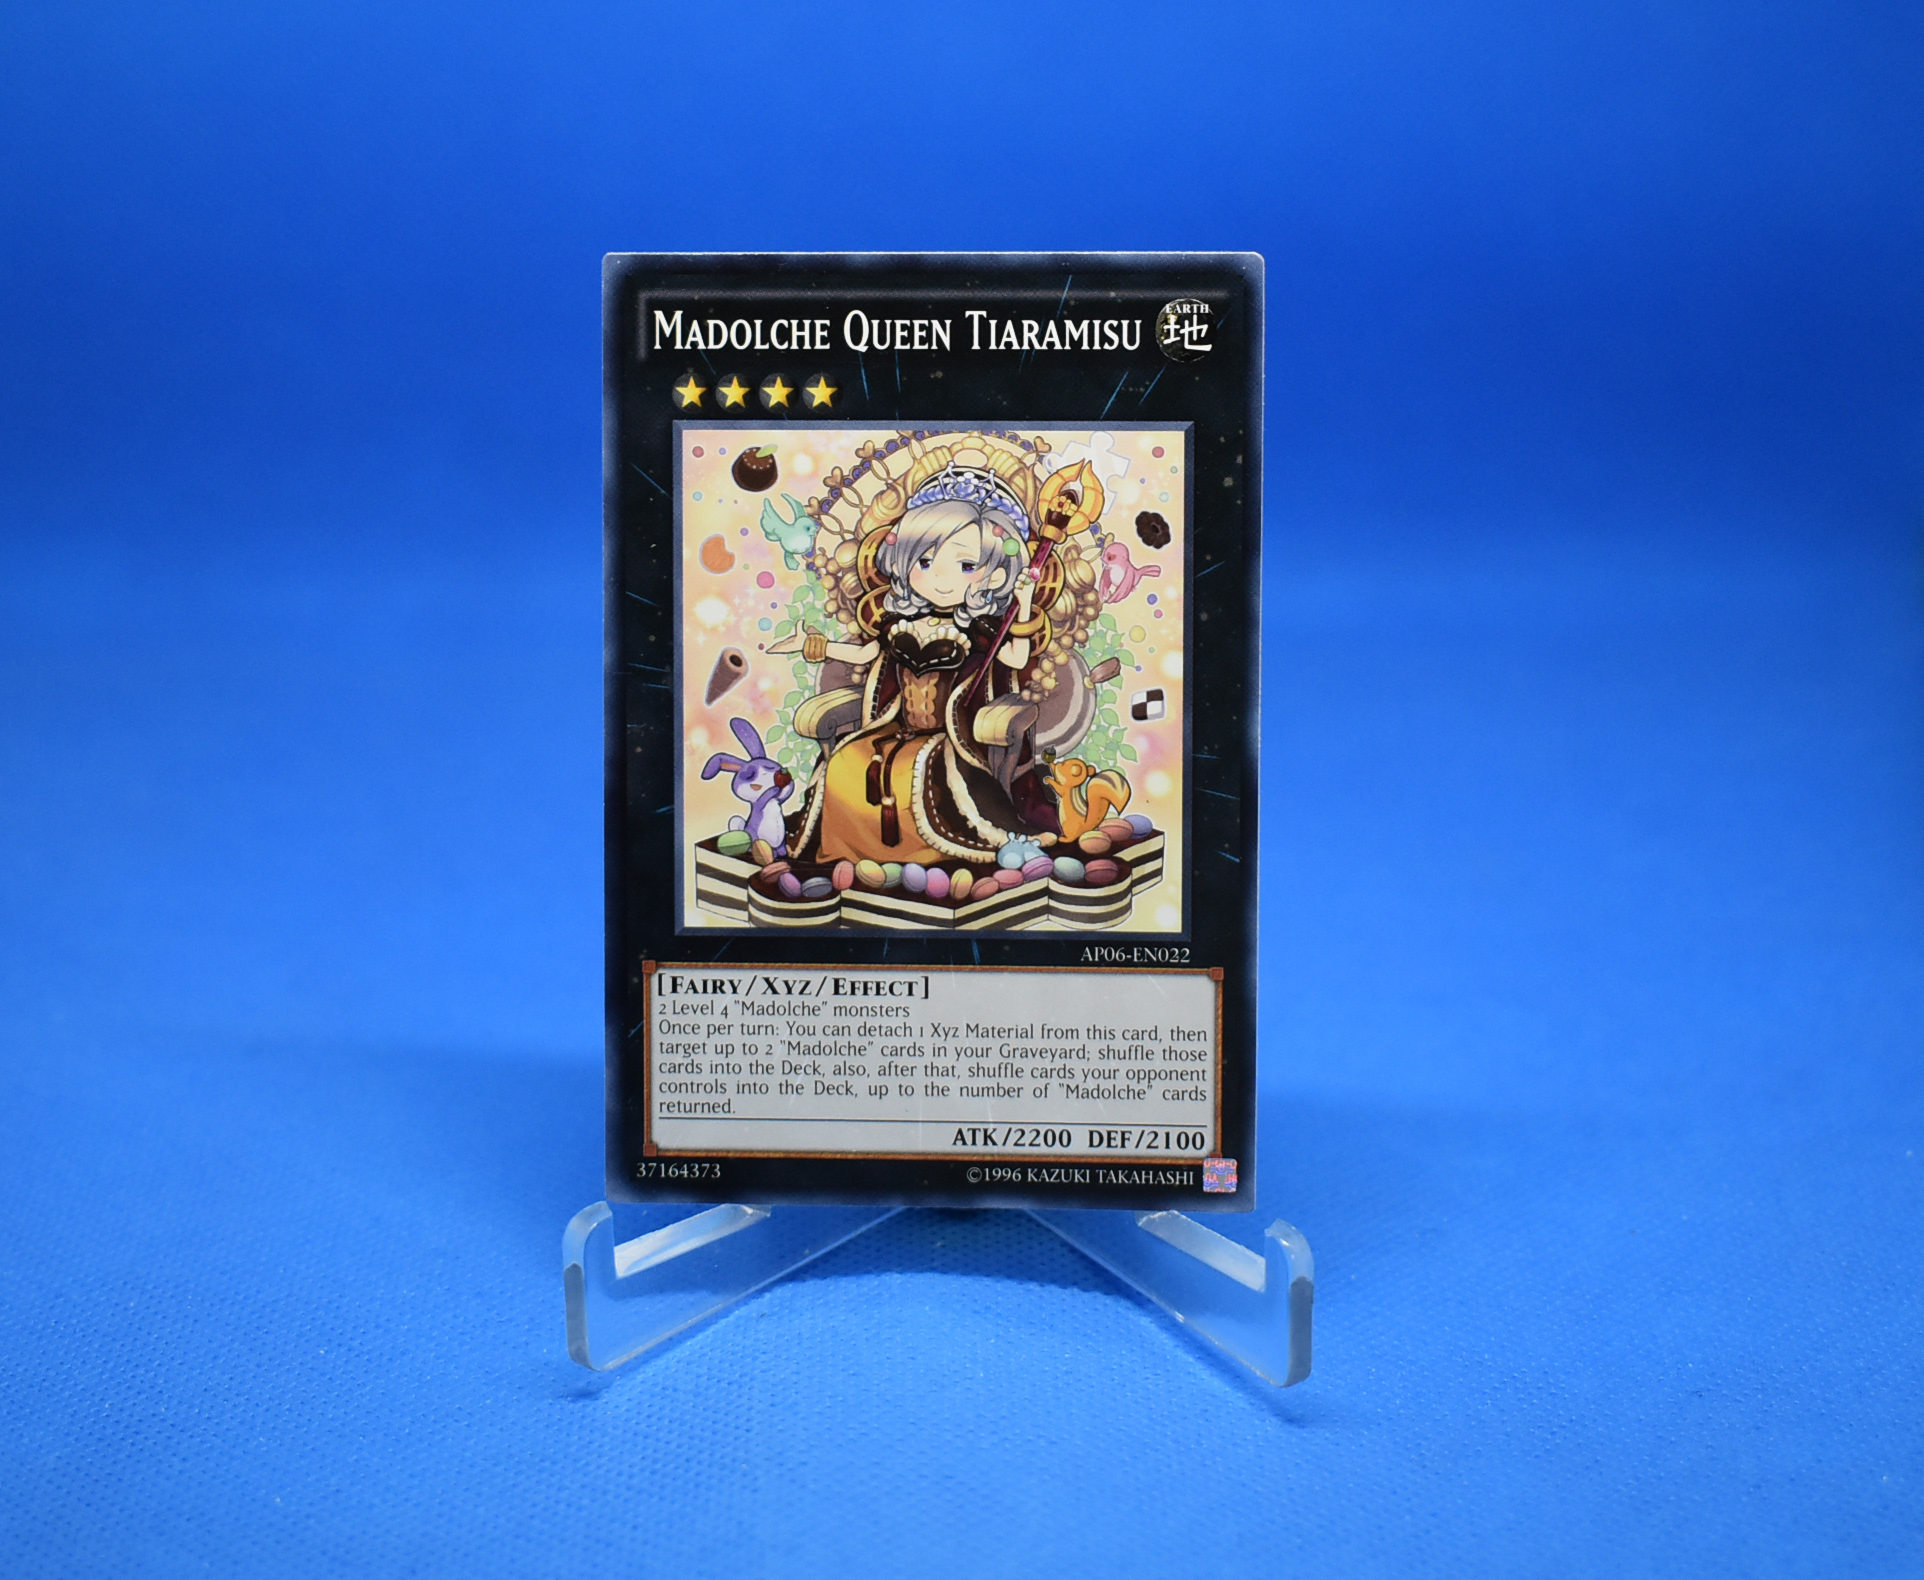 MADOLCHE QUEEN TIARAMISU
EARTH
地
AP06-EN022
[FAIRY/XYZ/EFFECT]
2 Level 4 "Madolche" monsters
Once per turn: You can detach 1 Xyz Material from this card, then
target up to 2 "Madolche" cards in your Graveyard; shuffle those
cards into the Deck, also, after that, shuffle cards your opponent
controls into the Deck, up to the number of "Madolche" cards
returned.
ATK/2200 DEF/2100
37164373
©1996 KAZUKI TAKAHASHI